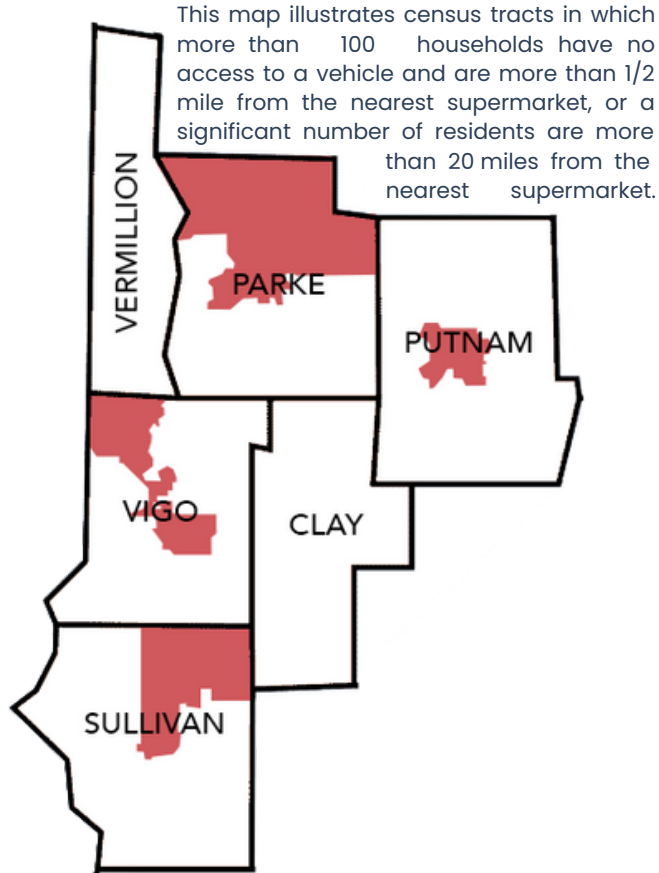 This map illustrates census tracts in which
more than 100 households have no
access to a vehicle and are more than 1/2
mile from the nearest supermarket, or a
significant number of residents are more
than 20 miles from the
nearest supermarket.
VERMILLION
PARKE
PUTNAM
VIGO
CLAY
SULLIVAN